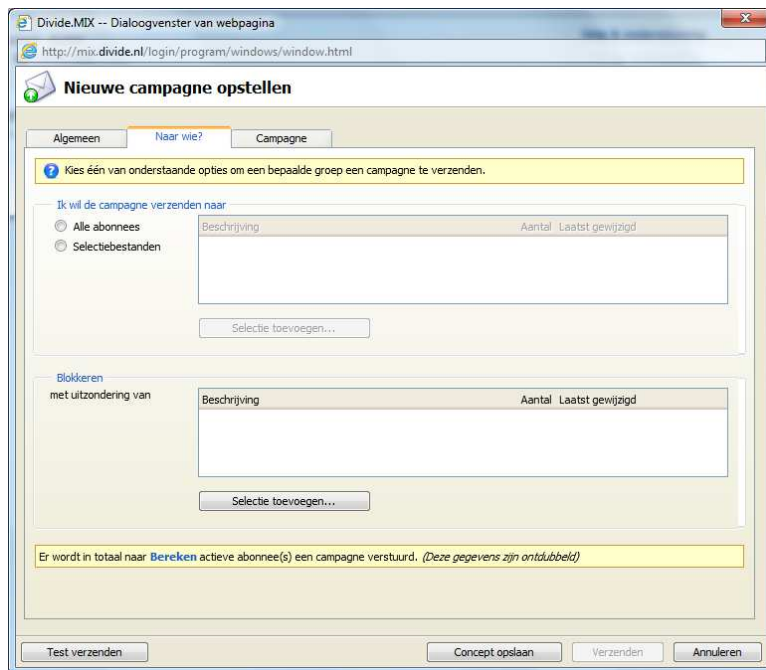 Divide.MIX -- Dialoogvenster van webpagina
http://mix.divide.nl/login/program/windows/window.html
Nieuwe campagne opstellen
Algemeen Naar wie? Campagne
Kies één van onderstaande opties om een bepaalde groep een campagne te verzenden.
Ik wil de campagne verzenden naar
Alle abonnees Beschrijving Aantal Laatst gewijzigd
Selectiebestanden
Selectie toevoegen...
Blokkeren
met uitzondering van Beschrijving Aantal Laatst gewijzigd
Selectie toevoegen...
Er wordt in totaal naar Bereken actieve abonnee(s) een campagne verstuurd. (Deze gegevens zijn ontdubbeld)
Test verzenden Concept opslaan Verzenden Annuleren